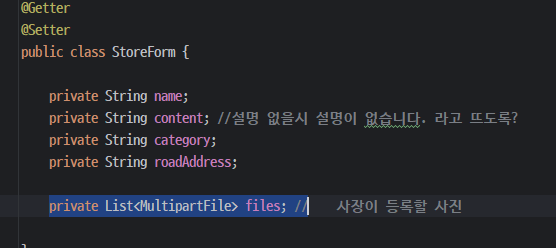 @Getter
@Setter
public class StoreForm {
private String name;
private String content; //설명 없을시 설명이 없습니다. 라고 뜨도록?
private String category;
private String roadAddress;
private List<MultipartFile> files; // 사장이 등록할 사진
}